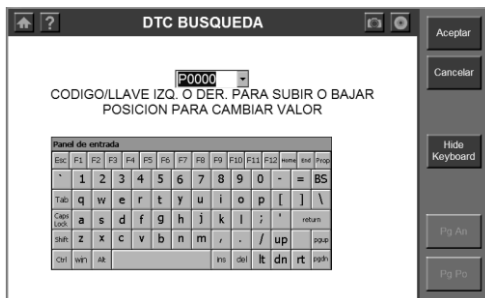 ?
DTC BUSQUEDA
Aceptar
P0000
Cancelar
CODIGO/LLAVE IZQ. O DER. PARA SUBIR O BAJAR
POSICION PARA CAMBIAR VALOR
Panel de entrada
Esc F1 F2 F3 F4 F5 F6 F7 F8 F9 F10 F11 F12 Home End Prop
Hide
Keyboard
` 1 2 3 4 5 6 7 8 9 0 - = BS
Tab q w e r t y u i o p [ ] \
Caps
Lock a s d f g h j k l ; ' return
Shift z x c v b n m , . / up pgup
Ctrl win Alt ins del lt dn rt pgdn
Pg An
Pg Po